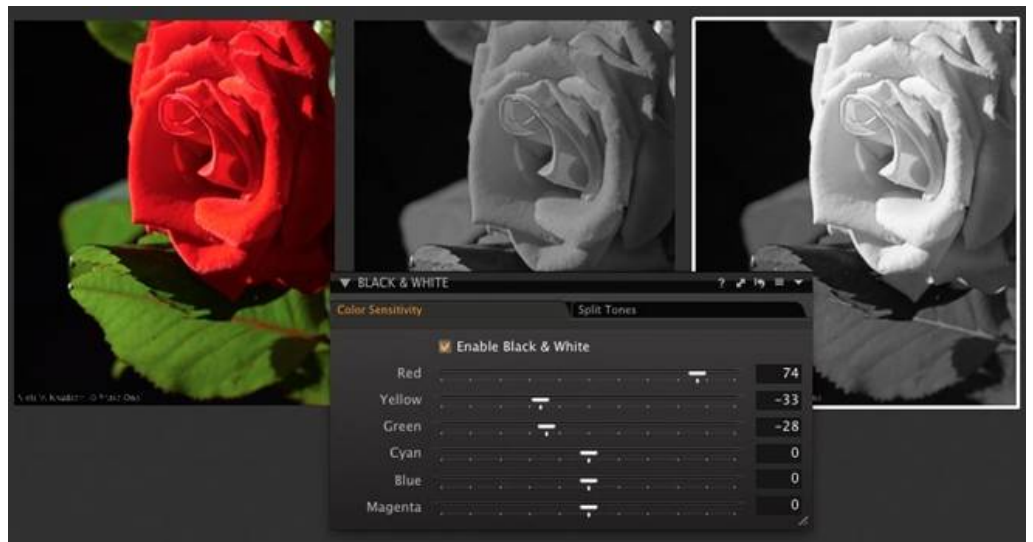 BLACK & WHITE ?
Color Sensitivity Split Tones
Enable Black & White
Red 74
Yellow -33
Green -28
Cyan 0
Blue 0
Magenta 0